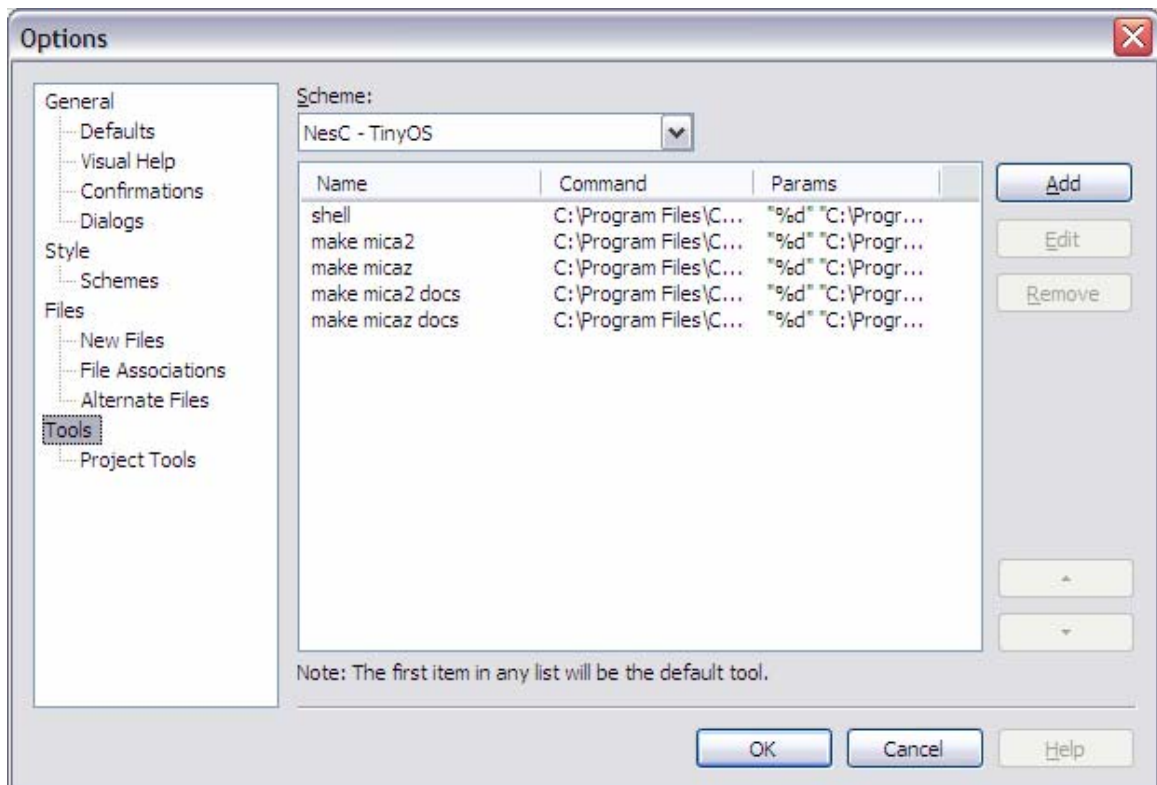 Options
General
Defaults
Visual Help
Confirmations
Dialogs
Style
Schemes
Files
New Files
File Associations
Alternate Files
Tools
Project Tools
Scheme:
NesC - TinyOS
Name Command Params
shell C:\Program Files\C... "%d" "C:\Progr...
make mica2 C:\Program Files\C... "%d" "C:\Progr...
make micaz C:\Program Files\C... "%d" "C:\Progr...
make mica2 docs C:\Program Files\C... "%d" "C:\Progr...
make micaz docs C:\Program Files\C... "%d" "C:\Progr...
Add
Edit
Remove
Note: The first item in any list will be the default tool.
OK Cancel Help